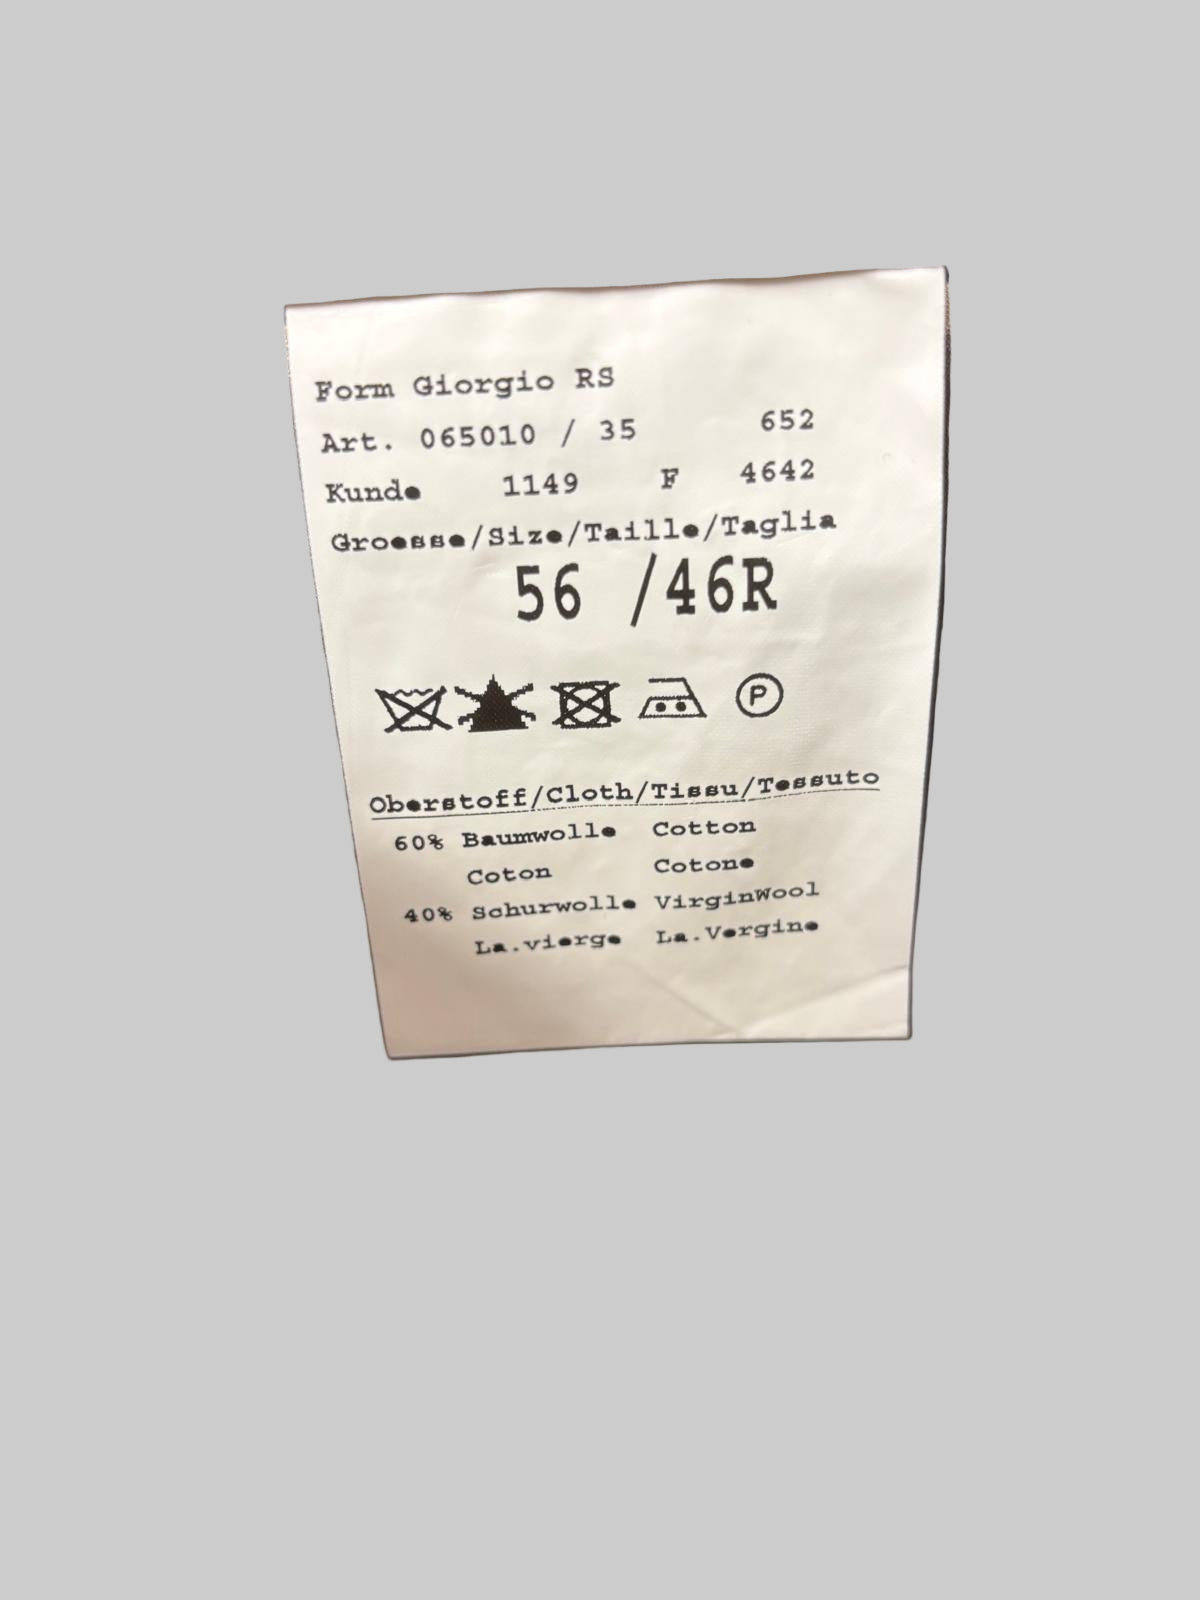 Form Giorgio RS
Art. 065010 / 35 652
Kunde 1149 F 4642
Groesse/Size/Taille/Taglia
56 /46R
P
Oberstoff/Cloth/Tissu/Tessuto
60% Baumwolle Cotton
Coton Cotone
40% Schurwolle VirginWool
La.vierge La.Vergine